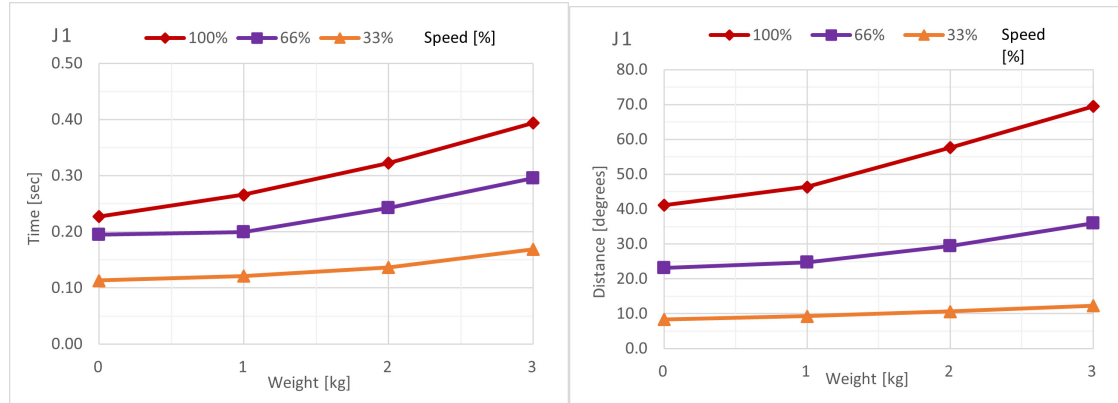 J1
100% 66% 33% Speed [%]
0.50
0.40
0.30
0.20
0.10
0.00
Time [sec]
0 1 2 3
Weight [kg]
J1
100% 66% 33% Speed
[%]
80.0
70.0
60.0
50.0
40.0
30.0
20.0
10.0
0.0
Distance [degrees]
0 1 2 3
Weight [kg]